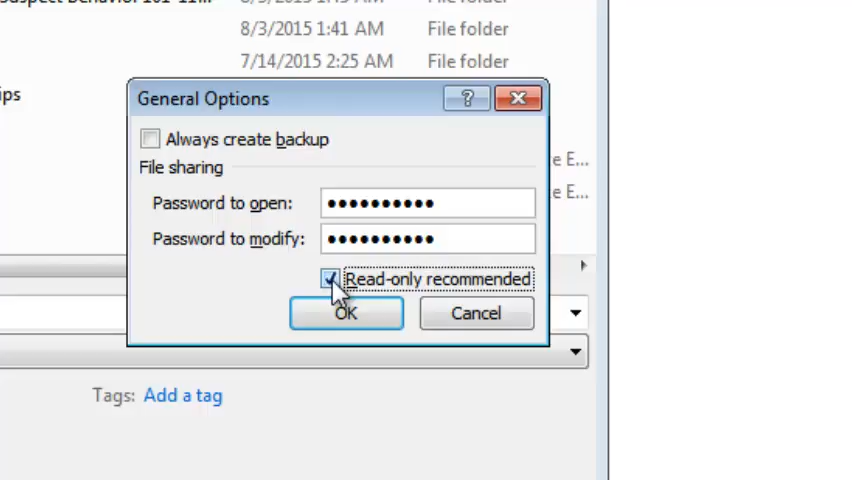 8/3/2015 1:41 AM File folder
7/14/2015 2:25 AM File folder
ips
General Options
?
Always create backup
File sharing
e E...
Password to open: ●●●●●●●●●●
e E...
Password to modify: ●●●●●●●●●●
Read-only recommended
OK Cancel
Tags: Add a tag